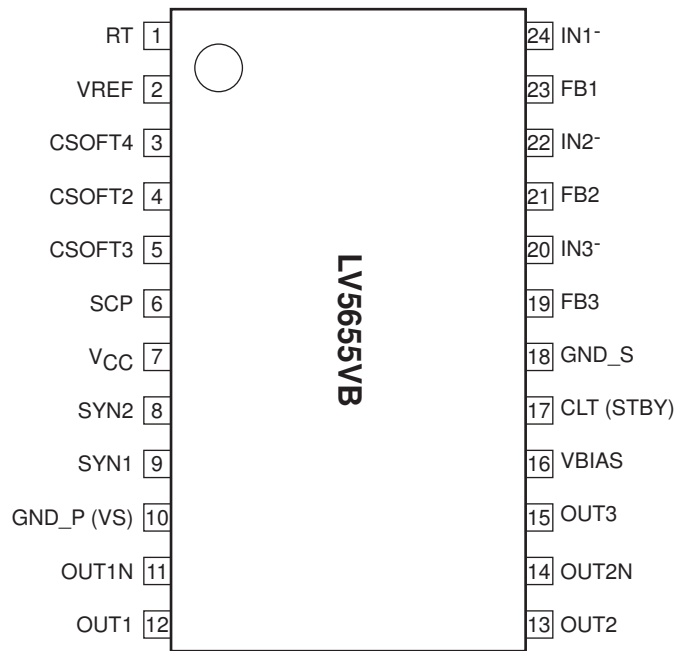 RT 1
VREF 2
CSOFT4 3
CSOFT2 4
CSOFT3 5
SCP 6
VCC 7
SYN2 8
SYN1 9
GND_P (VS) 10
OUT1N 11
OUT1 12
LV5655VB
24 IN1-
23 FB1
22 IN2-
21 FB2
20 IN3-
19 FB3
18 GND_S
17 CLT (STBY)
16 VBIAS
15 OUT3
14 OUT2N
13 OUT2